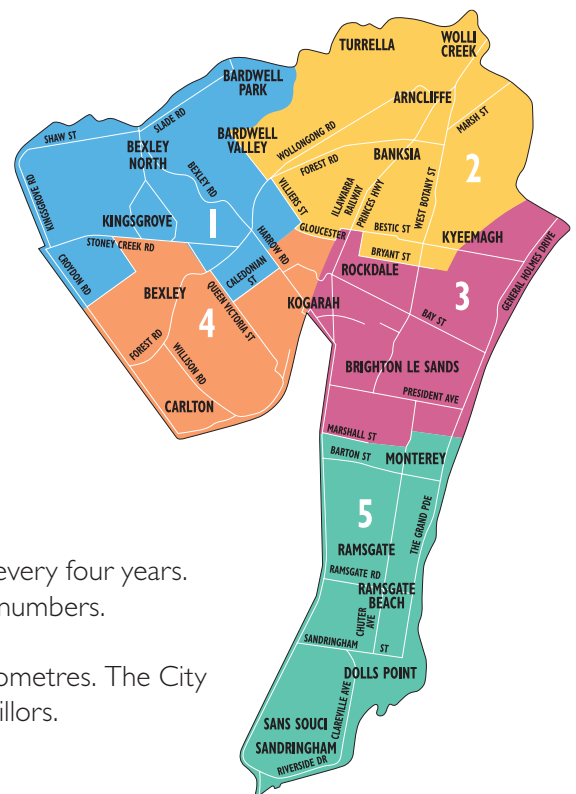 TURRELLA
WOLLI
CREEK
BARDWELL
PARK
ARNCLIFFE
SLADE RD
MARSH ST
SHAW ST
BARDWELL
VALLEY
WOLLONGONG RD
BEXLEY
NORTH
FOREST RD
BANKSIA
2
BEXLEY RD
KINGSGROVE RD
VILLIERS ST
ILLAWARRA
RAILWAY
PRINCES HWY
WEST BOTANY ST
KINGSGROVE
1
GLOUCESTER
BESTIC ST
KYEEMAGH
STONEY CREEK RD
HARROW RD
BRYANT ST
CROYDON RD
CALEDONIAN
ST
ROCKDALE
GENERAL HOLMES DRIVE
BEXLEY
QUEEN VICTORIA ST
KOGARAH
3
4
BAY ST
FOREST RD
WILLISON RD
BRIGHTON LE SANDS
PRESIDENT AVE
CARLTON
MARSHALL ST
BARTON ST
MONTEREY
5
THE GRAND PDE
RAMSGATE
RAMSGATE RD
RAMSGATE
BEACH
CHUTER
AVE
SANDRINGHAM ST
DOLLS POINT
CLAREVILLE AVE
SANS SOUCI
SANDRINGHAM
RIVERSIDE DR
every four years.
numbers.
ometres. The City
illors.